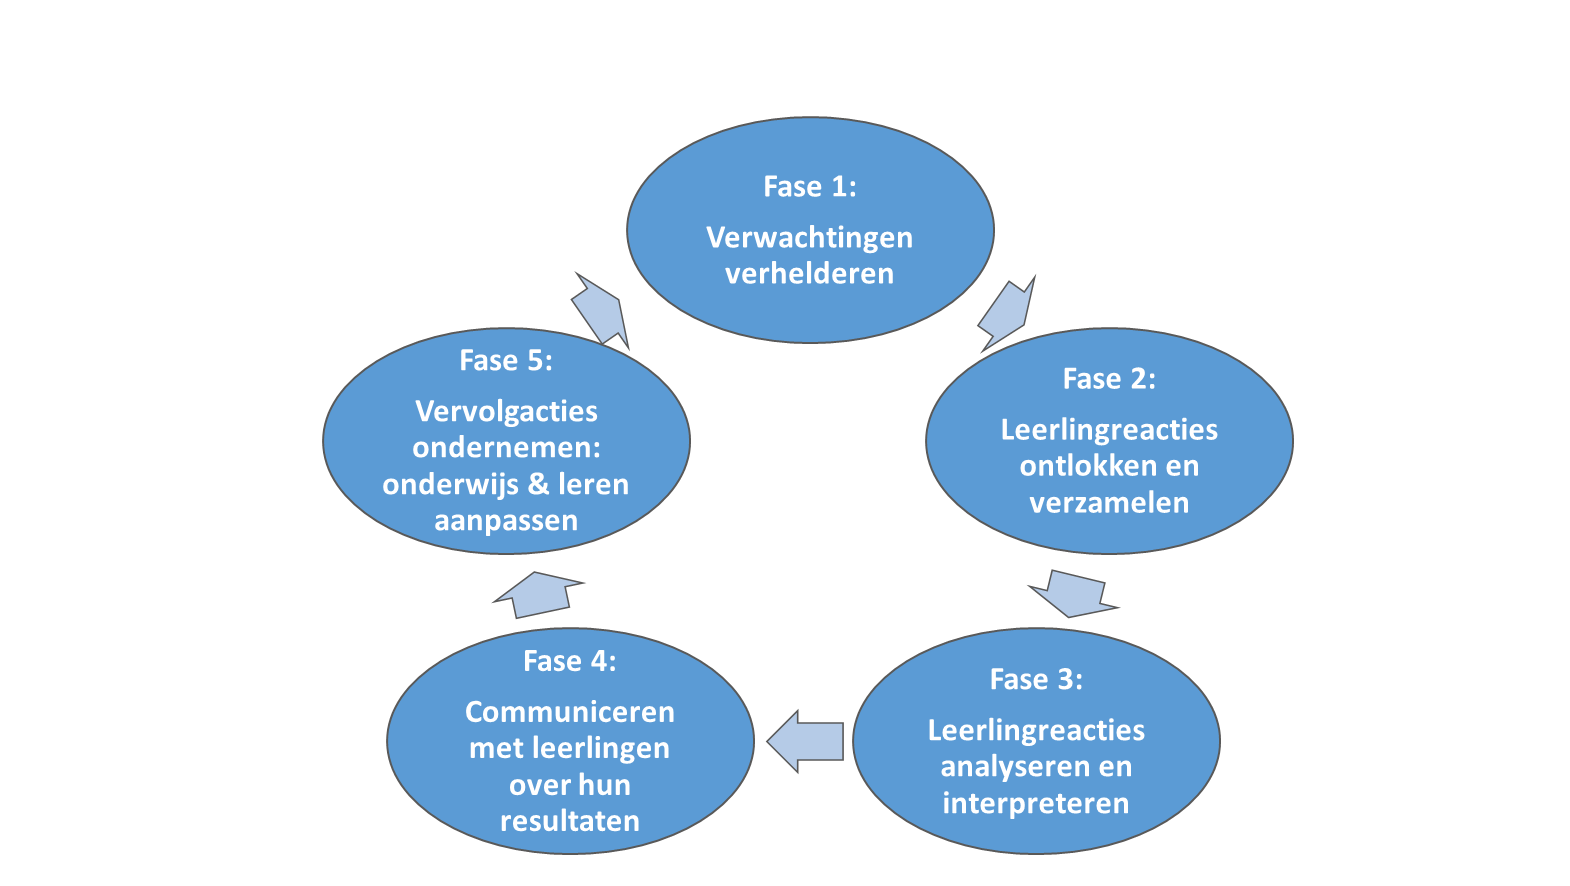 Fase 1:
Verwachtingen
verhelderen
Fase 2:
Leerlingreacties
ontlokken en
verzamelen
Fase 3:
Leerlingreacties
analyseren en
interpreteren
Fase 4:
Communiceren
met leerlingen
over hun
resultaten
Fase 5:
Vervolgacties
ondernemen:
onderwijs & leren
aanpassen